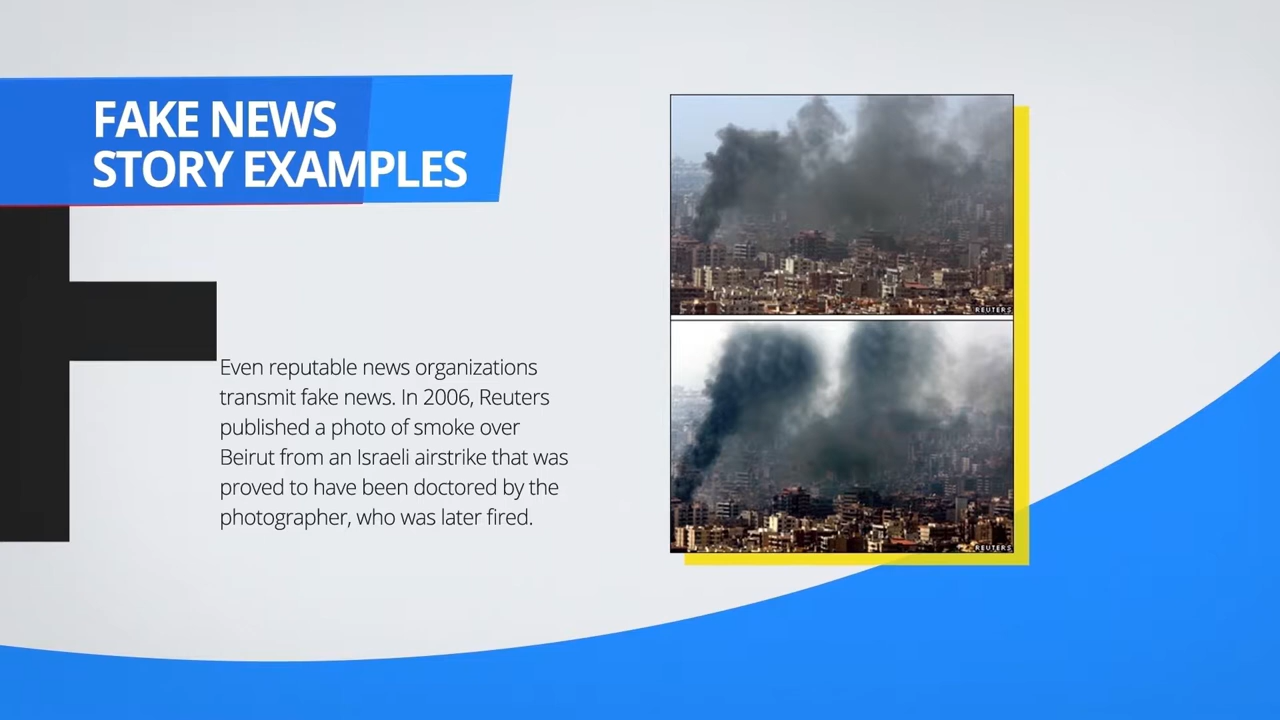 FAKE NEWS
STORY EXAMPLES
Even reputable news organizations
transmit fake news. In 2006, Reuters
published a photo of smoke over
Beirut from an Israeli airstrike that was
proved to have been doctored by the
photographer, who was later fired.
REUTERS
REUTERS